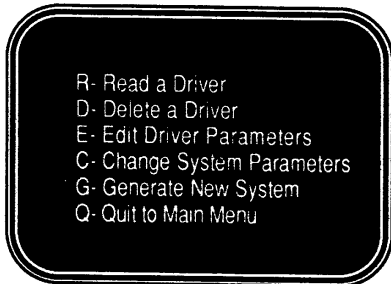 R- Read a Driver
D- Delete a Driver
E- Edit Driver Parameters
C- Change System Parameters
G- Generate New System
Q- Quit to Main Menu